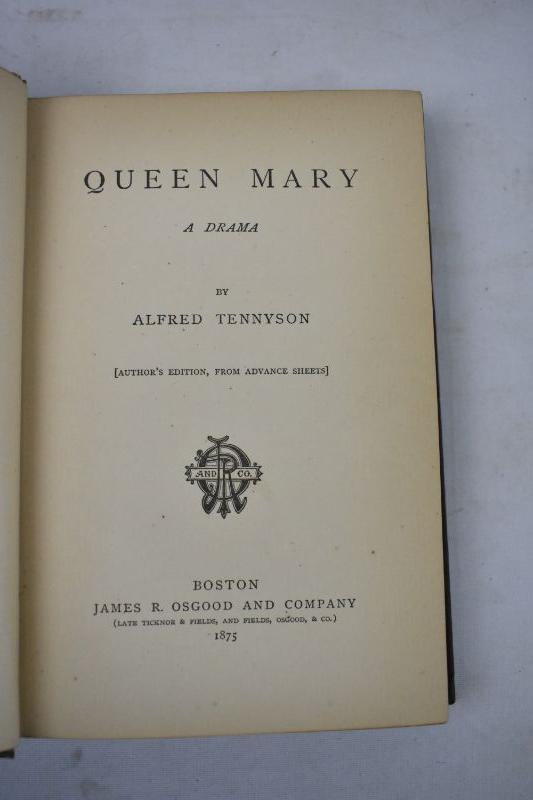 QUEEN MARY
A DRAMA
BY
ALFRED TENNYSON
[AUTHOR'S EDITION, FROM ADVANCE SHEETS]
AND CO.
BOSTON
JAMES R. OSGOOD AND COMPANY
(LATE TICKNOR & FIELDS, AND FIELDS, OSGOOD, & CO.)
1875